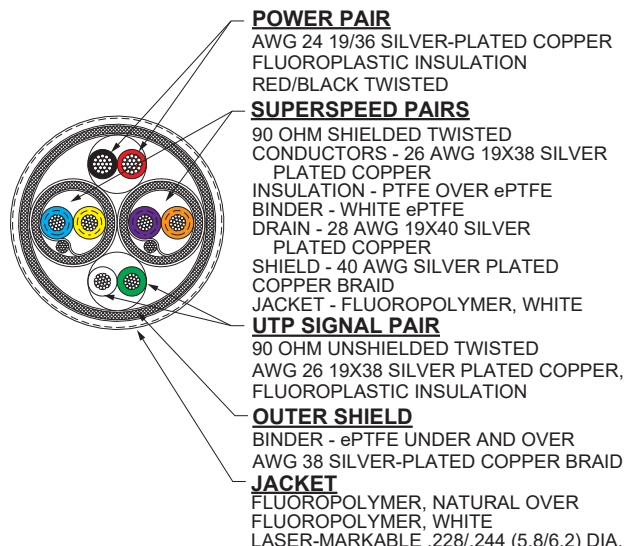 POWER PAIR
AWG 24 19/36 SILVER-PLATED COPPER
FLUOROPLASTIC INSULATION
RED/BLACK TWISTED
SUPERSPEED PAIRS
90 OHM SHIELDED TWISTED
CONDUCTORS - 26 AWG 19X38 SILVER
PLATED COPPER
INSULATION - PTFE OVER ePTFE
BINDER - WHITE ePTFE
DRAIN - 28 AWG 19X40 SILVER
PLATED COPPER
SHIELD - 40 AWG SILVER PLATED
COPPER BRAID
JACKET - FLUOROPOLYMER, WHITE
UTP SIGNAL PAIR
90 OHM UNSHIELDED TWISTED
AWG 26 19X38 SILVER PLATED COPPER,
FLUOROPLASTIC INSULATION
OUTER SHIELD
BINDER - ePTFE UNDER AND OVER
AWG 38 SILVER-PLATED COPPER BRAID
JACKET
FLUOROPOLYMER, NATURAL OVER
FLUOROPOLYMER, WHITE
LASER-MARKABLE .228/.244 (5.8/6.2) DIA.